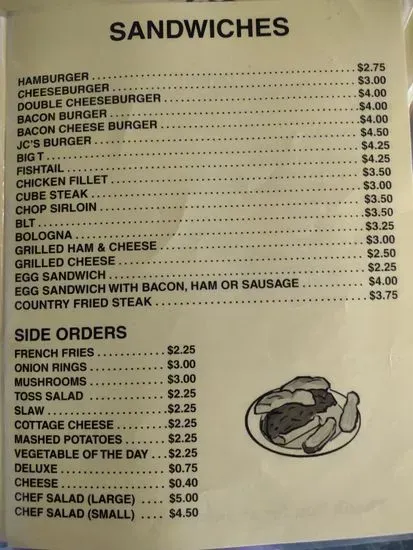 SANDWICHES
HAMBURGER $2.75
CHEESEBURGER $3.00
DOUBLE CHEESEBURGER $4.00
BACON BURGER $4.00
BACON CHEESE BURGER $4.00
JC'S BURGER $4.50
BIG T $4.25
FISHTAIL $4.25
CHICKEN FILLET $3.50
CUBE STEAK $3.00
CHOP SIRLOIN $3.50
BLT $3.50
BOLOGNA $3.25
GRILLED HAM & CHEESE $3.00
GRILLED CHEESE $2.50
EGG SANDWICH $2.25
EGG SANDWICH WITH BACON, HAM OR SAUSAGE $4.00
COUNTRY FRIED STEAK $3.75
SIDE ORDERS
FRENCH FRIES $2.25
ONION RINGS $3.00
MUSHROOMS $3.00
TOSS SALAD $2.25
SLAW $2.25
COTTAGE CHEESE $2.25
MASHED POTATOES $2.25
VEGETABLE OF THE DAY $2.25
DELUXE $0.75
CHEESE $0.40
CHEF SALAD (LARGE) $5.00
CHEF SALAD (SMALL) $4.50